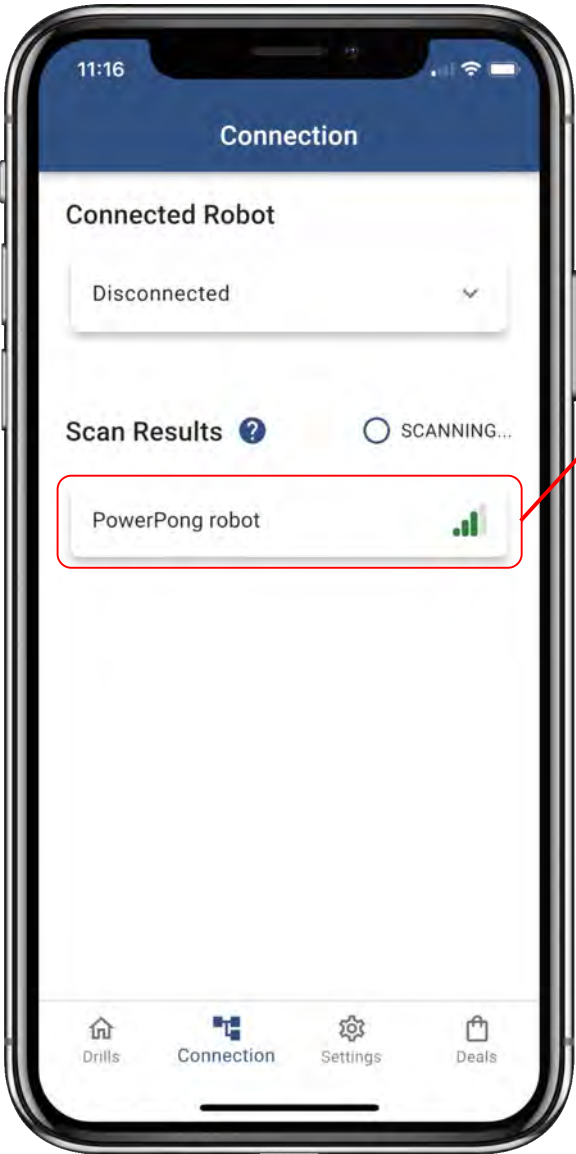 11:16
Connection
Connected Robot
Disconnected
Scan Results ?
SCANNING...
PowerPong robot
Drills Connection Settings Deals